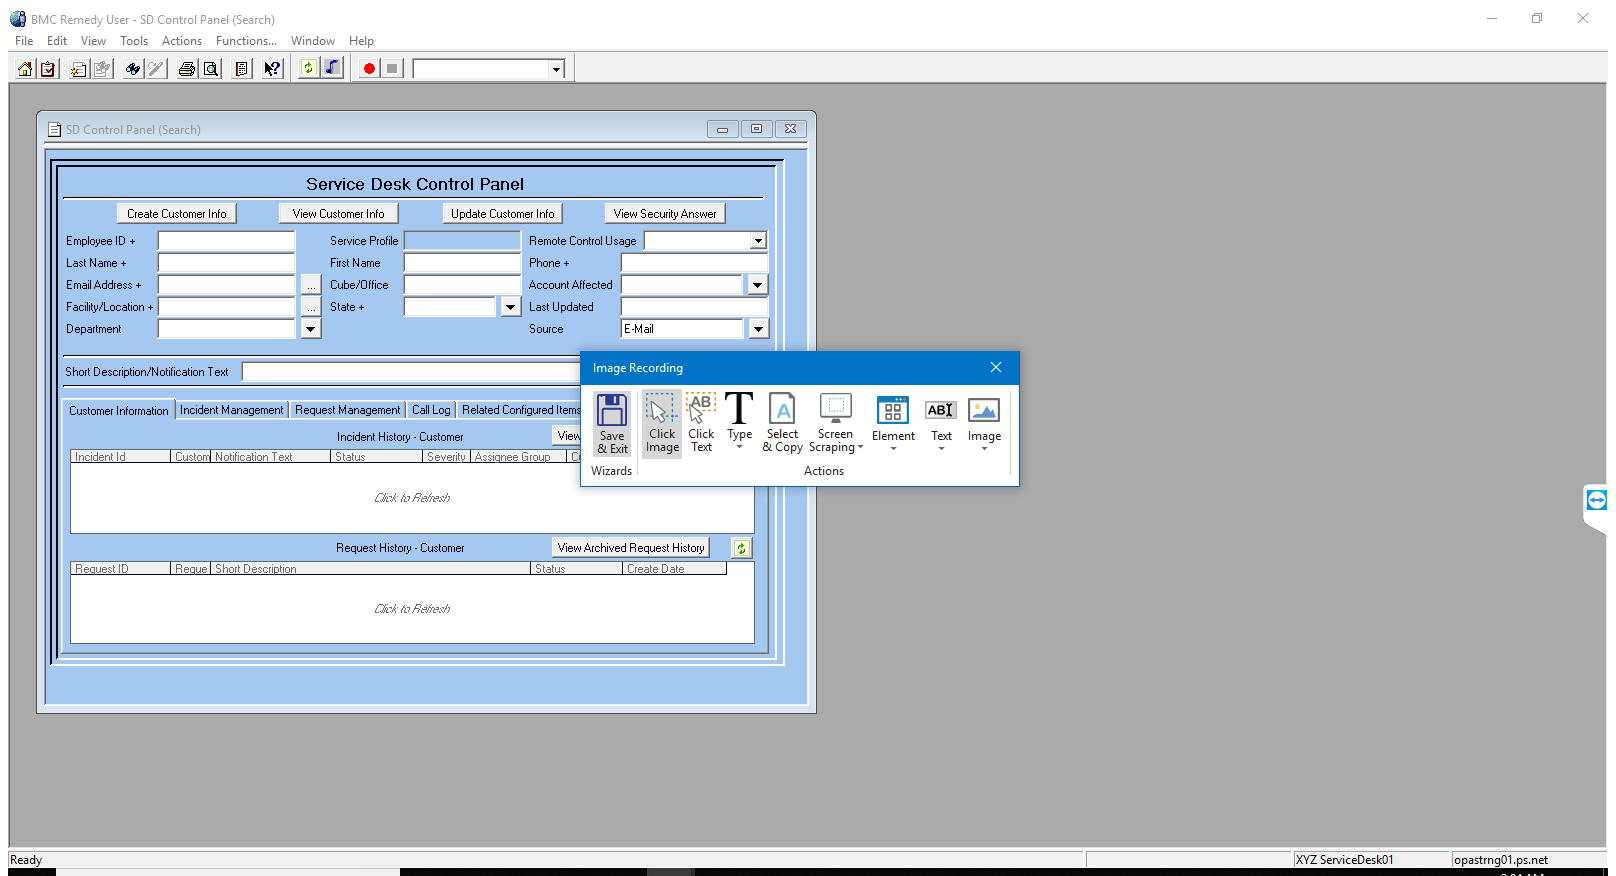 BMC Remedy User - SD Control Panel (Search)
File Edit View Tools Actions Functions... Window Help
SD Control Panel (Search)
Service Desk Control Panel
Create Customer Info View Customer Info Update Customer Info View Security Answer
Employee ID + Service Profile Remote Control Usage
Last Name + First Name Phone +
Email Address + ... Cube/Office Account Affected
Facility/Location + ... State + Last Updated
Department Source E-Mail
Short Description/Notification Text
Image Recording
Save & Exit
Click Image
Click Text
Type
Select & Copy
Screen Scraping
Element
Text
Image
Wizards Actions
Customer Information Incident Management Request Management Call Log Related Configured Items
Incident History - Customer View
Incident Id Custom Notification Text Status Severity Assignee Group
Click to Refresh
Request History - Customer View Archived Request History
Request ID Reque Short Description Status Create Date
Click to Refresh
Ready XYZ ServiceDesk01 opastrng01.ps.net